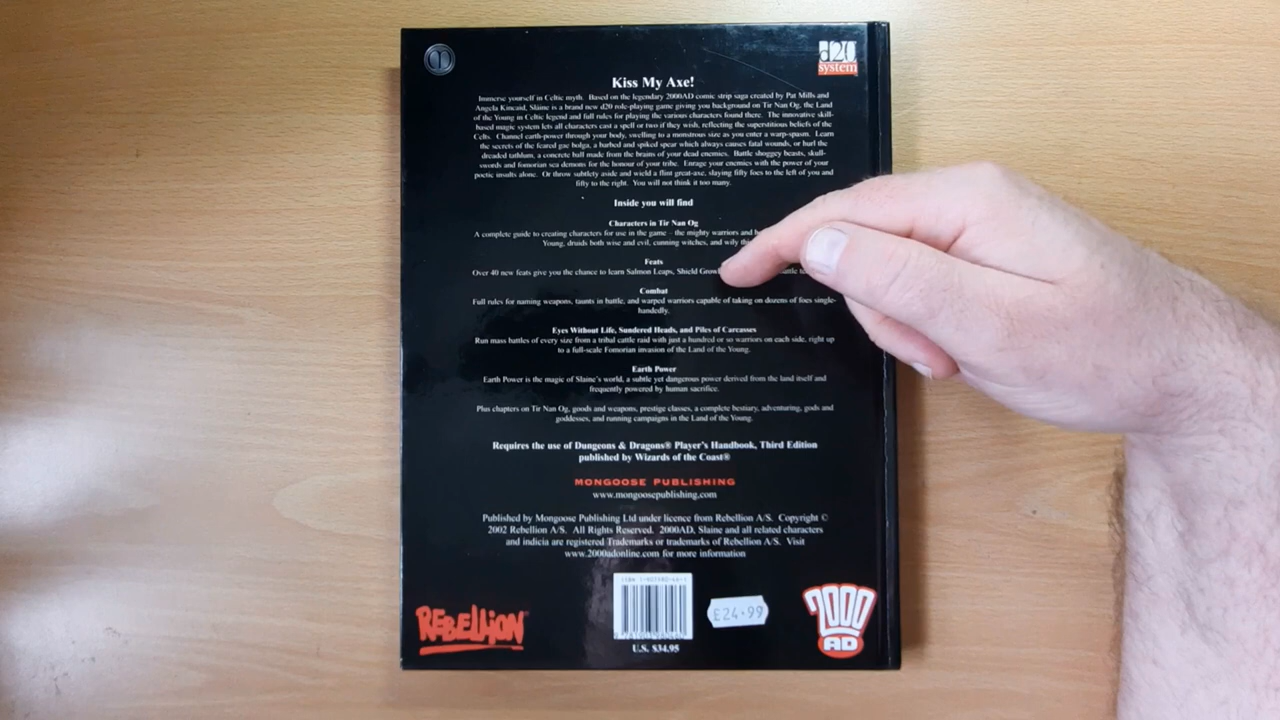 d20
system
Kiss My Axe!
Immerse yourself in Celtic myth. Based on the legendary 2000AD comic strip saga created by Pat Mills and
Angela Kincaid, Sláine is a brand new d20 role-playing game giving you background on Tir Nan Og, the Land
of the Young in Celtic legend and full rules for playing the various characters found there. The innovative skill-
based magic system lets all characters cast a spell or two if they wish, reflecting the superstitious beliefs of the
Celts. Channel earth-power through your body, swelling to a monstrous size as you enter a warp-spasm. Learn
the secrets of the feared gae bolga, a barbed and spiked spear which always causes fatal wounds, or hurl the
dreaded tathlum, a concrete ball made from the brains of your dead enemies. Battle shoggey beasts, skull-
swords and fomorian sea demons for the honour of your tribe. Enrage your enemies with the power of your
poetic insults alone. Or throw subtlety aside and wield a flint great-axe, slaying fifty foes to the left of you and
fifty to the right. You will not think it too many.
Inside you will find
Characters in Tir Nan Og
A complete guide to creating characters for use in the game – the mighty warriors and
Young, druids both wise and evil, cunning witches, and wily
Feats
Over 40 new feats give you the chance to learn Salmon Leaps, Shield
Combat
Full rules for naming weapons, taunts in battle, and warped warriors capable of taking on dozens of foes single-
handedly.
Eyes Without Life, Sundered Heads, and Piles of Carcasses
Run mass battles of every size from a tribal cattle raid with just a hundred or so warriors on each side, right up
to a full-scale Fomorian invasion of the Land of the Young.
Earth Power
Earth Power is the magic of Slaine's world, a subtle yet dangerous power derived from the land itself and
frequently powered by human sacrifice.
Plus chapters on Tir Nan Og, goods and weapons, prestige classes, a complete bestiary, adventuring, gods and
goddesses, and running campaigns in the Land of the Young.
Requires the use of Dungeons & Dragons® Player's Handbook, Third Edition
published by Wizards of the Coast®
MONGOOSE PUBLISHING
www.mongoosepublishing.com
Published by Mongoose Publishing Ltd under licence from Rebellion A/S. Copyright ©
2002 Rebellion A/S. All Rights Reserved. 2000AD, Slaine and all related characters
and indicia are registered Trademarks or trademarks of Rebellion A/S. Visit
www.2000adonline.com for more information
REBELLION
£24.99
2000
AD
U.S. $34.95